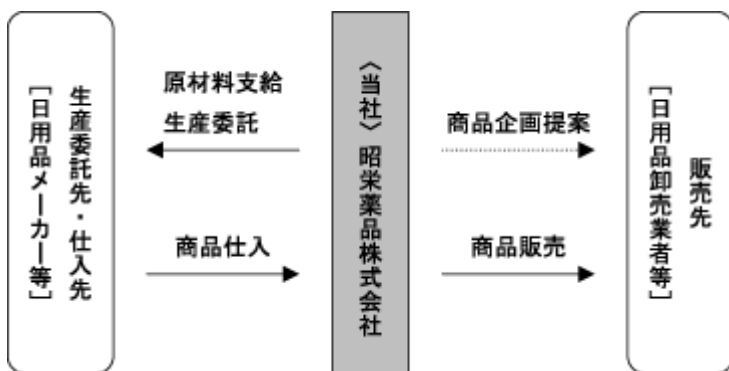 生産委託先・仕入先
[日用品メーカー等]
原材料支給
生産委託
商品仕入
〈当社〉昭栄薬品株式会社
商品企画提案
商品販売
販売先
[日用品卸売業者等]